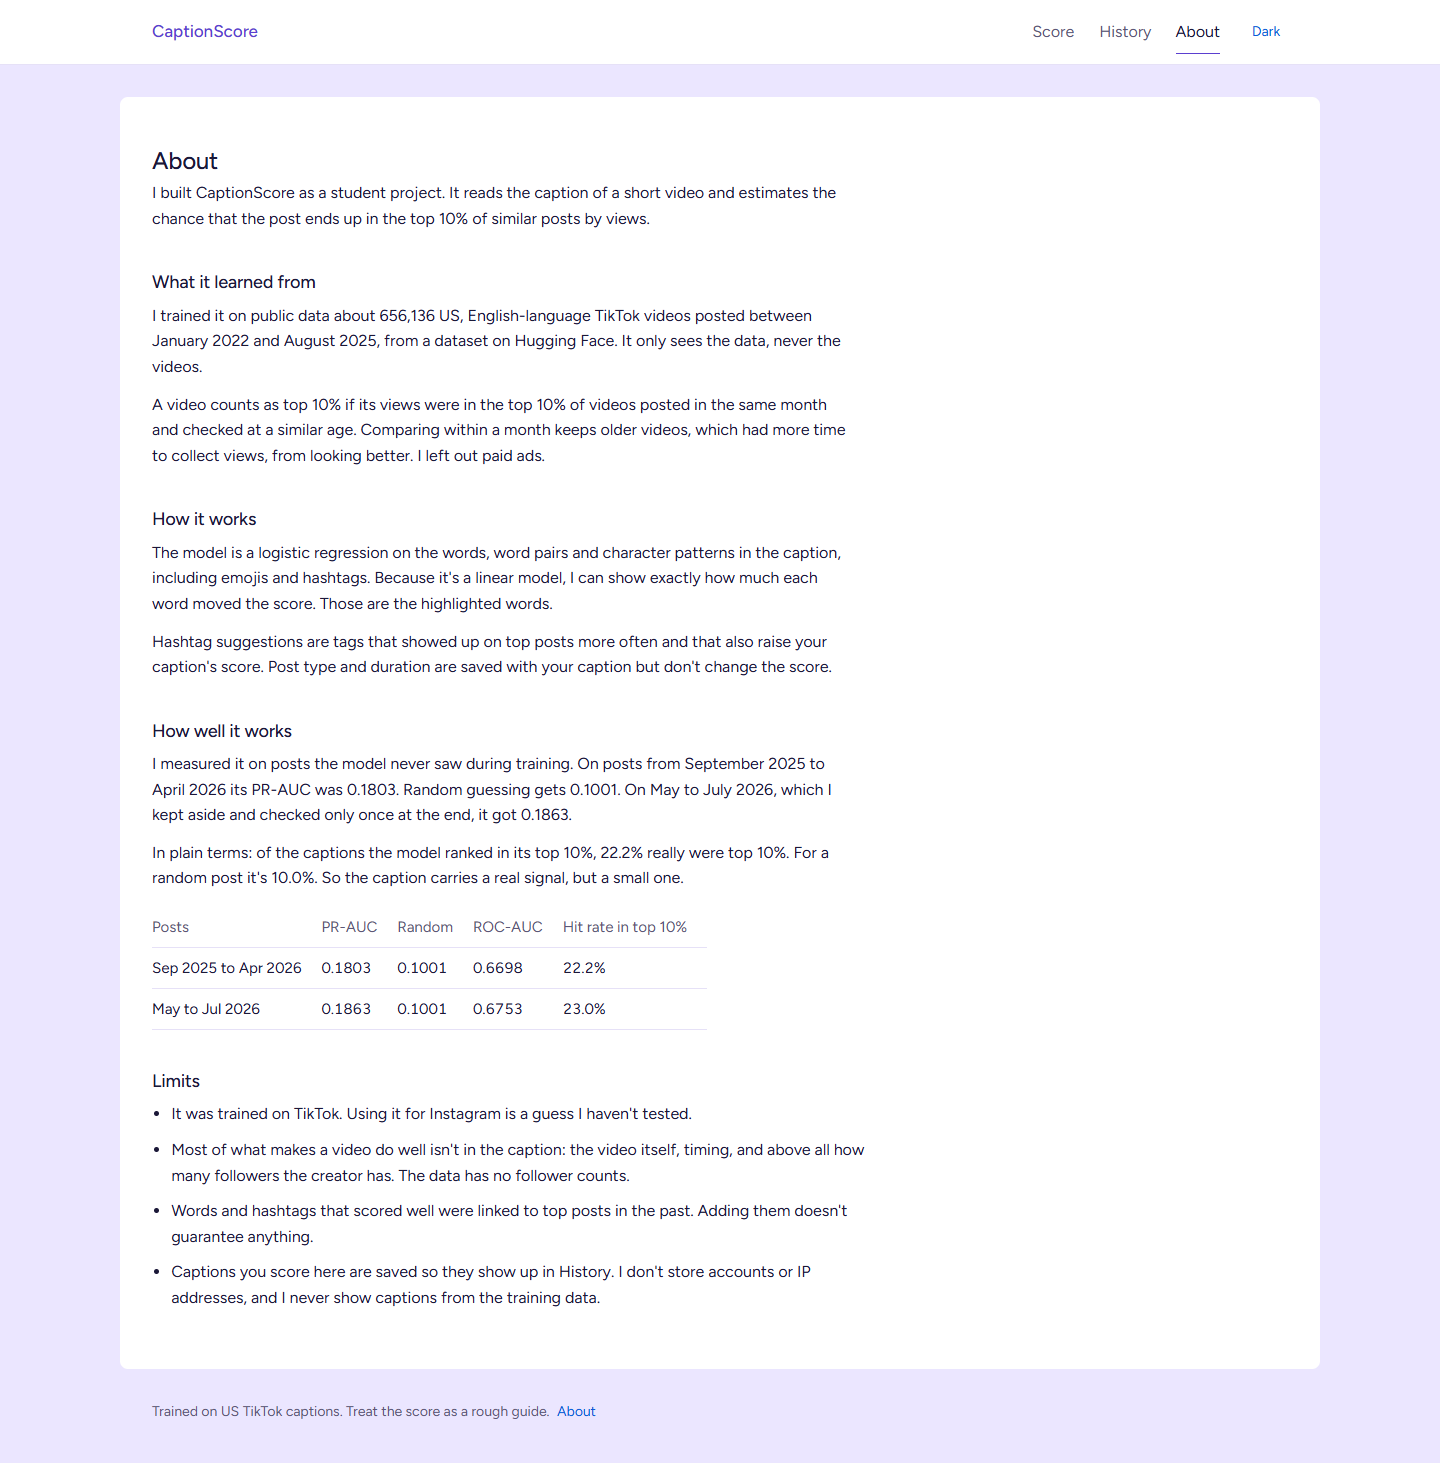 CaptionScore
Score History About Dark
About
I built CaptionScore as a student project. It reads the caption of a short video and estimates the
chance that the post ends up in the top 10% of similar posts by views.
What it learned from
I trained it on public data about 656,136 US, English-language TikTok videos posted between
January 2022 and August 2025, from a dataset on Hugging Face. It only sees the data, never the
videos.
A video counts as top 10% if its views were in the top 10% of videos posted in the same month
and checked at a similar age. Comparing within a month keeps older videos, which had more time
to collect views, from looking better. I left out paid ads.
How it works
The model is a logistic regression on the words, word pairs and character patterns in the caption,
including emojis and hashtags. Because it's a linear model, I can show exactly how much each
word moved the score. Those are the highlighted words.
Hashtag suggestions are tags that showed up on top posts more often and that also raise your
caption's score. Post type and duration are saved with your caption but don't change the score.
How well it works
I measured it on posts the model never saw during training. On posts from September 2025 to
April 2026 its PR-AUC was 0.1803. Random guessing gets 0.1001. On May to July 2026, which I
kept aside and checked only once at the end, it got 0.1863.
In plain terms: of the captions the model ranked in its top 10%, 22.2% really were top 10%. For a
random post it's 10.0%. So the caption carries a real signal, but a small one.
Posts PR-AUC Random ROC-AUC Hit rate in top 10%
Sep 2025 to Apr 2026 0.1803 0.1001 0.6698 22.2%
May to Jul 2026 0.1863 0.1001 0.6753 23.0%
Limits
• It was trained on TikTok. Using it for Instagram is a guess I haven't tested.
• Most of what makes a video do well isn't in the caption: the video itself, timing, and above all how
many followers the creator has. The data has no follower counts.
• Words and hashtags that scored well were linked to top posts in the past. Adding them doesn't
guarantee anything.
• Captions you score here are saved so they show up in History. I don't store accounts or IP
addresses, and I never show captions from the training data.
Trained on US TikTok captions. Treat the score as a rough guide. About